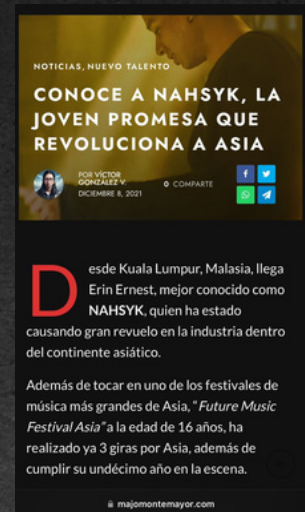 NOTICIAS, NUEVO TALENTO
CONOCE A NAHSYK, LA
JOVEN PROMESA QUE
REVOLUCIONA A ASIA
POR VÍCTOR
GONZÁLEZ V.
DICIEMBRE 8, 2021
0 COMPARTE
Desde Kuala Lumpur, Malasia, llega
Erin Ernest, mejor conocido como
NAHSYK, quien ha estado
causando gran revuelo en la industria dentro
del continente asiático.
Además de tocar en uno de los festivales de
música más grandes de Asia, “Future Music
Festival Asia” a la edad de 16 años, ha
realizado ya 3 giras por Asia, además de
cumplir su undécimo año en la escena.
majomontemayor.com